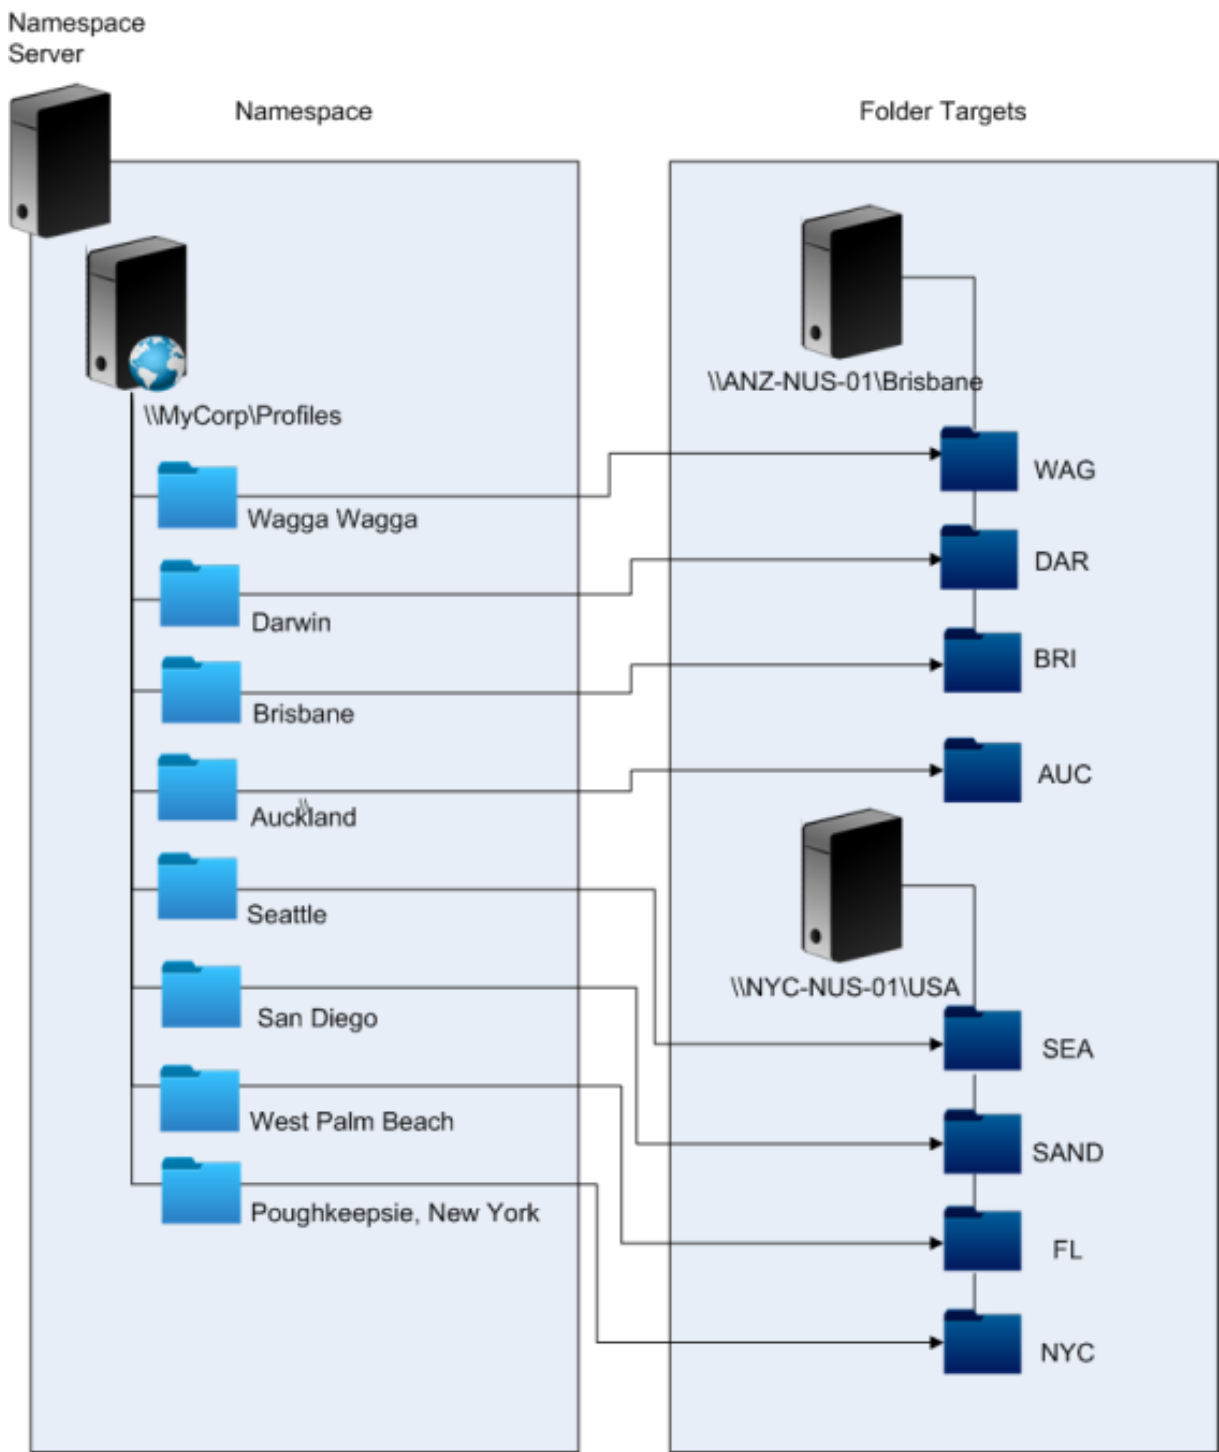 Namespace
Server
Namespace
Folder Targets
\\MyCorp\Profiles
Wagga Wagga
Darwin
Brisbane
Auckland
\\
Seattle
San Diego
West Palm Beach
Poughkeepsie, New York
\\ANZ-NUS-01\Brisbane
WAG
DAR
BRI
AUC
\\NYC-NUS-01\USA
SEA
SAND
FL
NYC